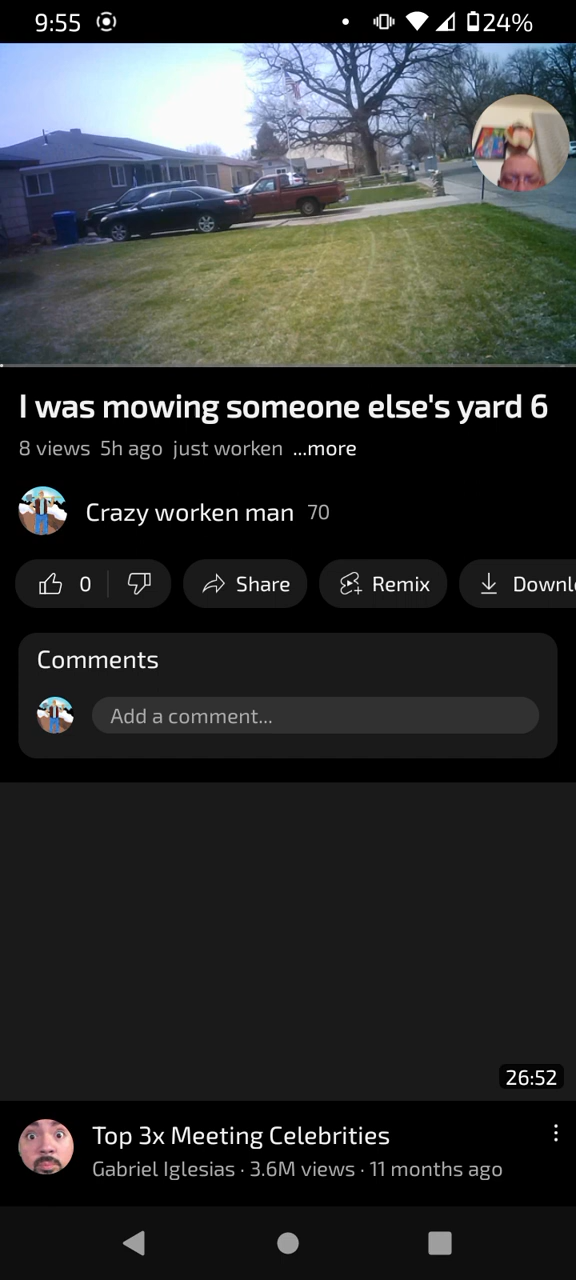 9:55 24%
I was mowing someone else's yard 6
8 views 5h ago just worken ...more
Crazy worken man 70
0 Share Remix Downl
Comments
Add a comment...
26:52
Top 3x Meeting Celebrities
Gabriel Iglesias · 3.6M views · 11 months ago